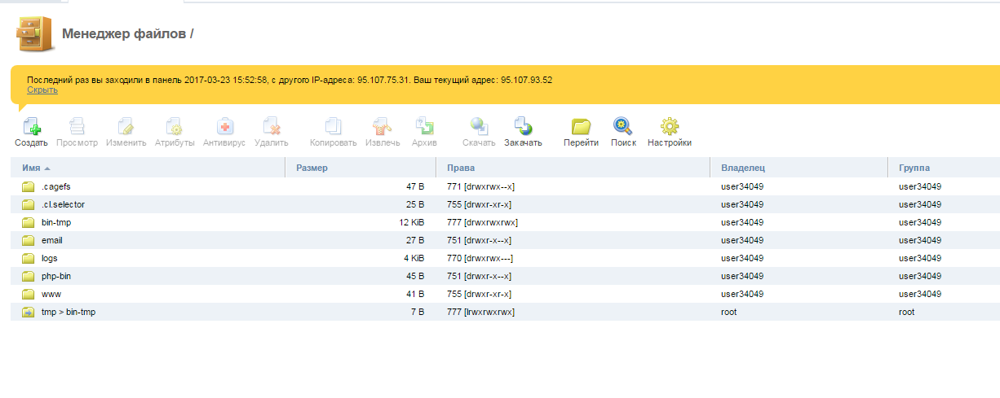 Менеджер файлов /
Последний раз вы заходили в панель 2017-03-23 15:52:58, с другого IP-адреса: 95.107.75.31. Ваш текущий адрес: 95.107.93.52
Скрыть
Создать Просмотр Изменить Атрибуты Антивирус Удалить Копировать Извлечь Архив Скачать Закачать Перейти Поиск Настройки
Имя Размер Права Владелец Группа
.cagefs 47 B 771 [drwxrwx--x] user34049 user34049
.cl.selector 25 B 755 [drwxr-xr-x] user34049 user34049
bin-tmp 12 KiB 777 [drwxrwxrwx] user34049 user34049
email 27 B 751 [drwxr-x--x] user34049 user34049
logs 4 KiB 770 [drwxrwx---] user34049 user34049
php-bin 45 B 751 [drwxr-x--x] user34049 user34049
www 41 B 755 [drwxr-xr-x] user34049 user34049
tmp > bin-tmp 7 B 777 [lrwxrwxrwx] root root